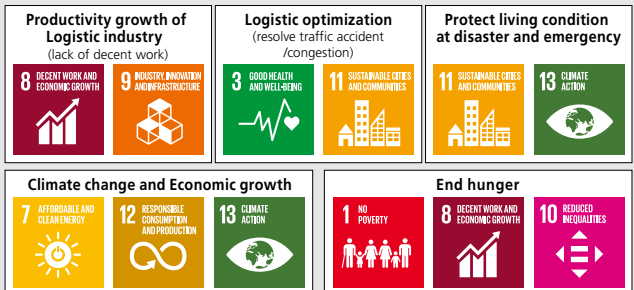 Productivity growth of
Logistic industry
(lack of decent work)
8 DECENT WORK AND
ECONOMIC GROWTH
9 INDUSTRY, INNOVATION
AND INFRASTRUCTURE
Logistic optimization
(resolve traffic accident
/congestion)
3 GOOD HEALTH
AND WELL-BEING
11 SUSTAINABLE CITIES
AND COMMUNITIES
Protect living condition
at disaster and emergency
11 SUSTAINABLE CITIES
AND COMMUNITIES
13 CLIMATE
ACTION
Climate change and Economic growth
7 AFFORDABLE AND
CLEAN ENERGY
12 RESPONSIBLE
CONSUMPTION
AND PRODUCTION
13 CLIMATE
ACTION
End hunger
1 NO
POVERTY
8 DECENT WORK AND
ECONOMIC GROWTH
10 REDUCED
INEQUALITIES